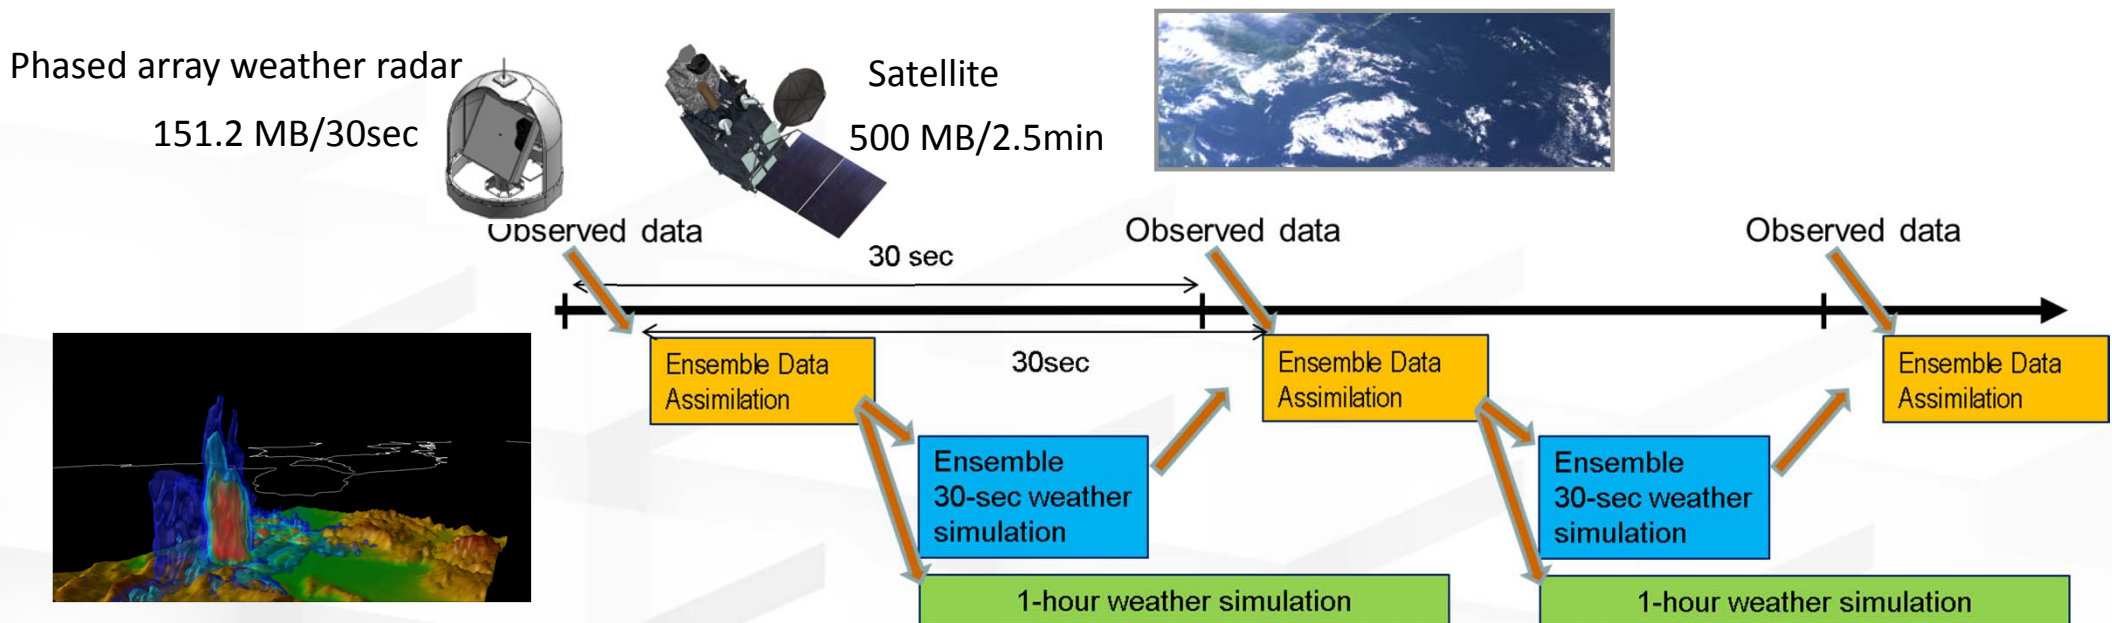 Phased array weather radar
151.2 MB/30sec
Satellite
500 MB/2.5min
Observed data
Observed data
Observed data
30 sec
30sec
Ensemble Data
Assimilation
Ensemble Data
Assimilation
Ensemble Data
Assimilation
Ensemble
30-sec weather
simulation
Ensemble
30-sec weather
simulation
1-hour weather simulation
1-hour weather simulation